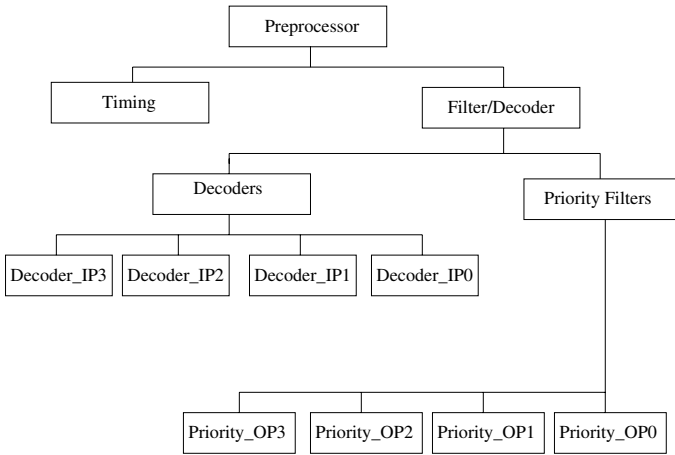 Preprocessor
Timing
Filter/Decoder
Decoders
Priority Filters
Decoder_IP3
Decoder_IP2
Decoder_IP1
Decoder_IP0
Priority_OP3
Priority_OP2
Priority_OP1
Priority_OP0